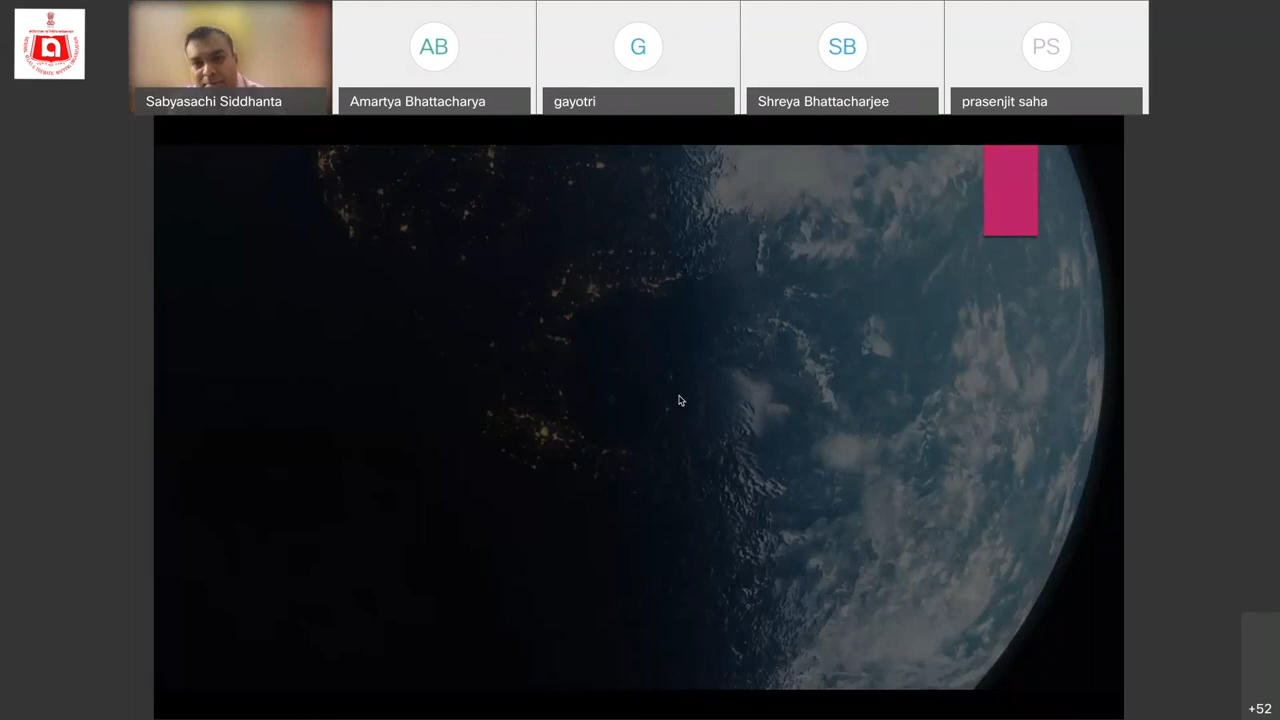 AB
G
SB
PS
Sabyasachi Siddhanta
Amartya Bhattacharya
gayotri
Shreya Bhattacharjee
prasenjit saha
+52